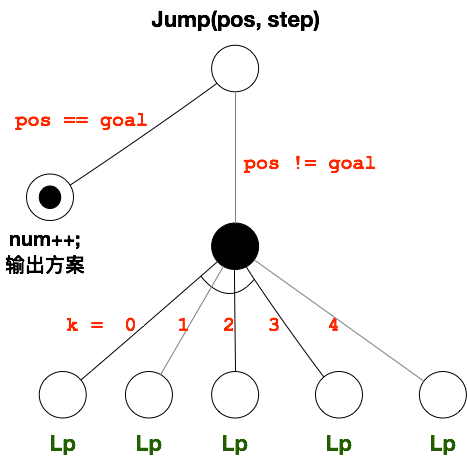 Jump(pos, step)
pos == goal
pos != goal
num++;
输出方案
k = 0 1 2 3 4
Lp Lp Lp Lp Lp